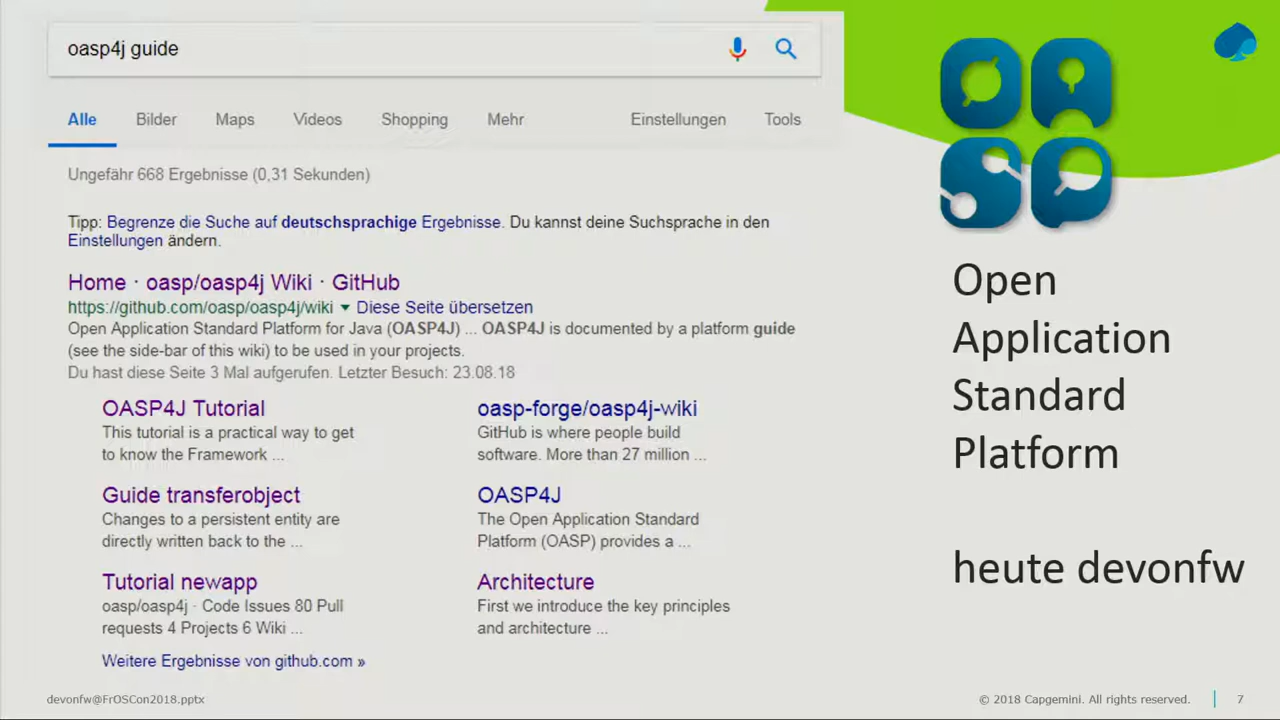 oasp4j guide
Alle Bilder Maps Videos Shopping Mehr Einstellungen Tools
Ungefähr 668 Ergebnisse (0,31 Sekunden)
Tipp: Begrenze die Suche auf deutschsprachige Ergebnisse. Du kannst deine Suchsprache in den
Einstellungen ändern.
Home · oasp/oasp4j Wiki · GitHub
https://github.com/oasp/oasp4j/wiki ▼ Diese Seite übersetzen
Open Application Standard Platform for Java (OASP4J) ... OASP4J is documented by a platform guide
(see the side-bar of this wiki) to be used in your projects.
Du hast diese Seite 3 Mal aufgerufen. Letzter Besuch: 23.08.18
OASP4J Tutorial
This tutorial is a practical way to get
to know the Framework ...
oasp-forge/oasp4j-wiki
GitHub is where people build
software. More than 27 million ...
Guide transferobject
Changes to a persistent entity are
directly written back to the ...
OASP4J
The Open Application Standard
Platform (OASP) provides a ...
Tutorial newapp
oasp/oasp4j · Code Issues 80 Pull
requests 4 Projects 6 Wiki ...
Architecture
First we introduce the key principles
and architecture ...
Weitere Ergebnisse von github.com »
OASP
Open
Application
Standard
Platform
heute devonfw
devonfw@FrOSCon2018.pptx
© 2018 Capgemini. All rights reserved. 7